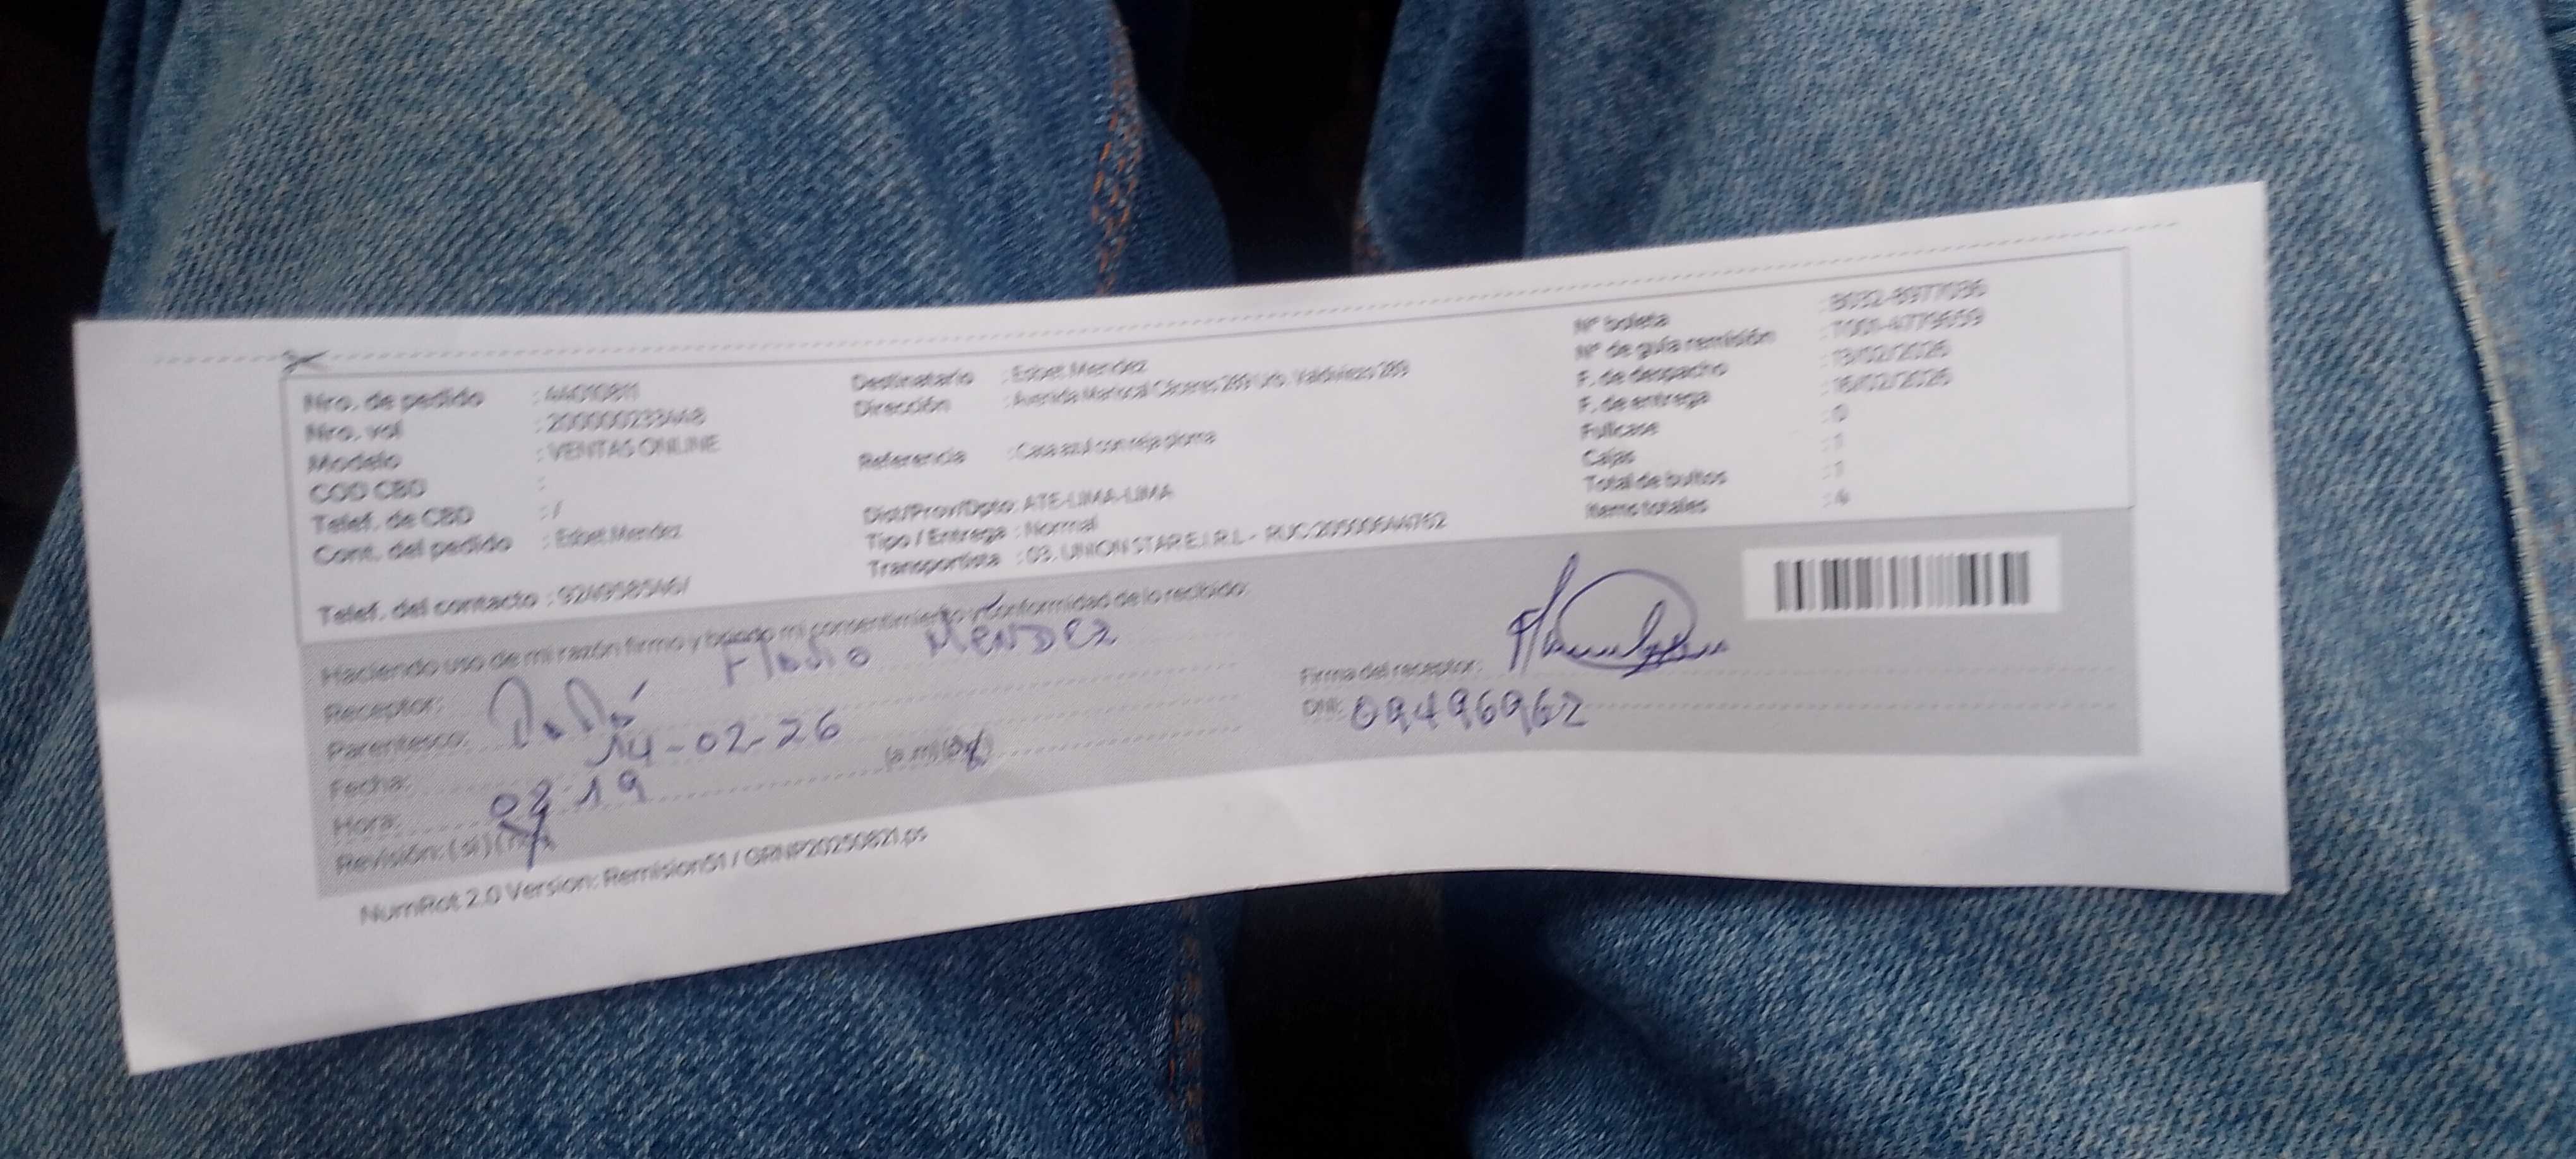 Nro. de pedido : 44010811
Nro. vol : 200000233448
Modelo : VENTAS ONLINE
COD CBD :
Telef. de CBD : /
Cont. del pedido : Esbet Mendez
Telef. del contacto : 924958546 /
Destinatario : Esbet Mendez
Dirección : Avenida Mariscal Cáceres 289 Urb. Valdiviezo 289
Referencia : Casa azul con reja ploma
Dist/Prov/Dpto: ATE-LIMA-LIMA
Tipo / Entrega : Normal
Transportista : 03. UNION STAR E.I.R.L - RUC:20500644762
Nº boleta : B032-8977036
Nº de guía remisión : T001-4779659
F. de despacho : 13/02/2026
F. de entrega : 16/02/2026
Fullcase : 0
Cajas : 1
Total de bultos : 1
Items totales : 4
Haciendo uso de mi razón firmo y brindo mi consentimiento y conformidad de lo recibido:
Receptor: Flavio MENDEZ
Parentesco: PaPá
Fecha: 14-02-26
Hora: 19 (a.m)
Revisión: (si)
Firma del receptor:
DNI: 09496962
NumRot 2.0 Version: Remision51 / GRNP20250821.ps